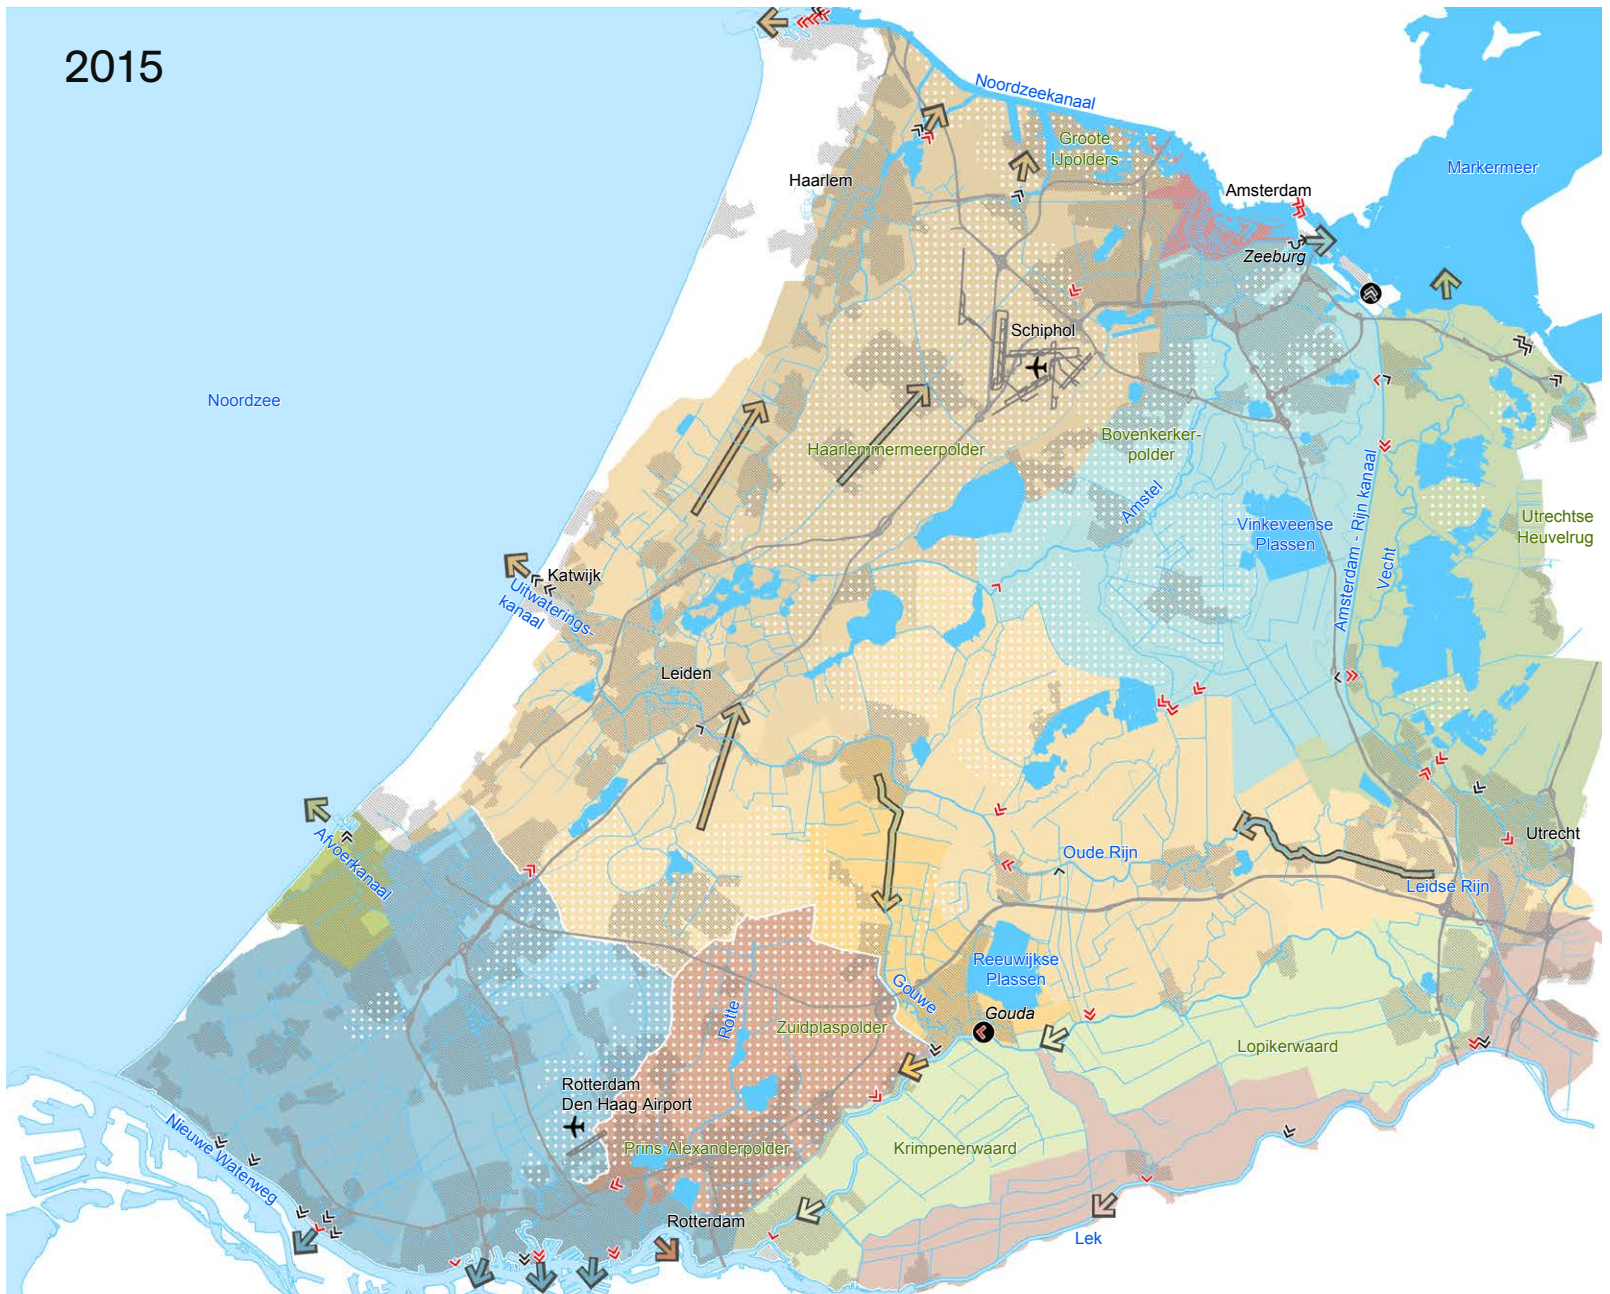 2015
Noordzeekanaal
Groote
IJpolders
Markermeer
Haarlem
Amsterdam
Zeeburg
Schiphol
Noordzee
Haarlemmermeerpolder
Bovenkerker-
polder
Amstel
Vinkeveense
Plassen
Amsterdam - Rijn kanaal
Vecht
Utrechtse
Heuvelrug
Katwijk
Uitwaterings-
kanaal
Leiden
Afvoerkanaal
Oude Rijn
Utrecht
Leidse Rijn
Reeuwijkse
Plassen
Gouwe
Gouda
Rotte
Zuidplaspolder
Lopikerwaard
Rotterdam
Den Haag Airport
Nieuwe Waterweg
Prins Alexanderpolder
Krimpenerwaard
Rotterdam
Lek